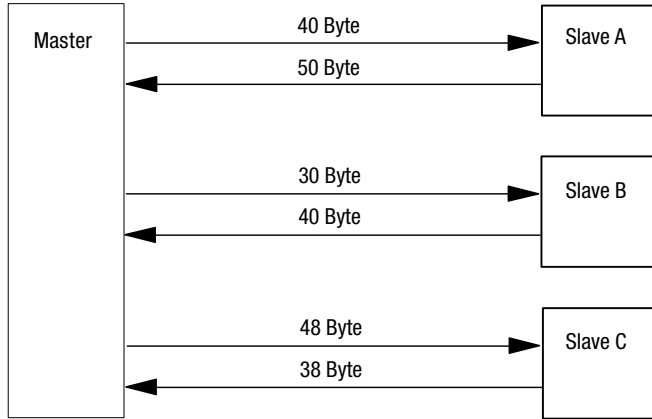 Master
40 Byte
Slave A
50 Byte
30 Byte
Slave B
40 Byte
48 Byte
Slave C
38 Byte